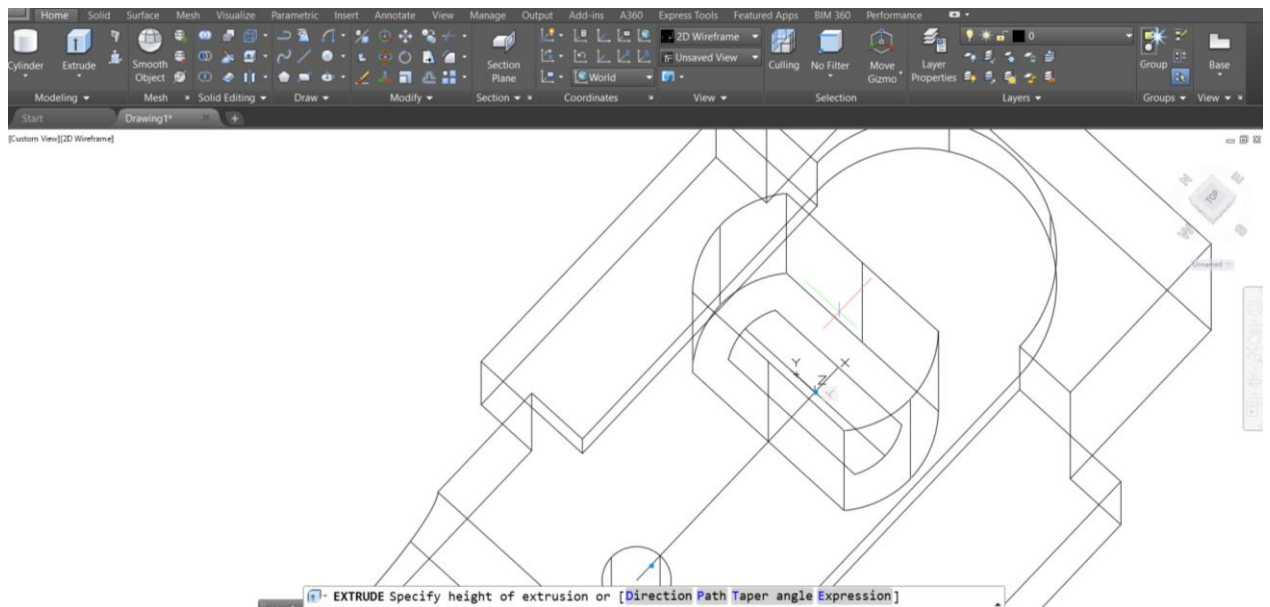 Home Solid Surface Mesh Visualize Parametric Insert Annotate View Manage Output Add-ins A360 Express Tools Featured Apps BIM 360 Performance
Cylinder Extrude Smooth Object Section Plane World 2D Wireframe Unsaved View Culling No Filter Move Gizmo Layer Properties 0 Group Base
Modeling Mesh Solid Editing Draw Modify Section Coordinates View Selection Layers Groups View
Start Drawing1* +
[Custom View][2D Wireframe]
N E
TOP
W S
Unnamed
Y X
Z
EXTRUDE Specify height of extrusion or [Direction Path Taper angle Expression]